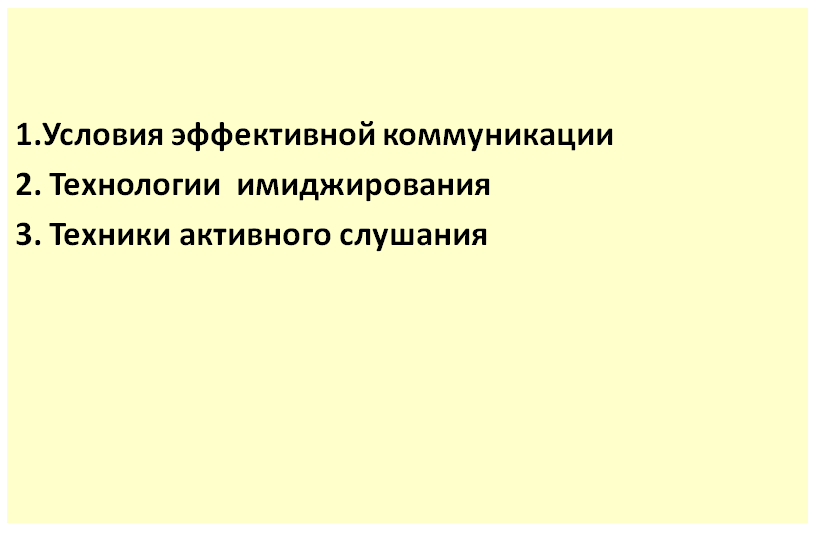 1.Условия эффективной коммуникации
2. Технологии  имиджирования
3. Техники активного слушания